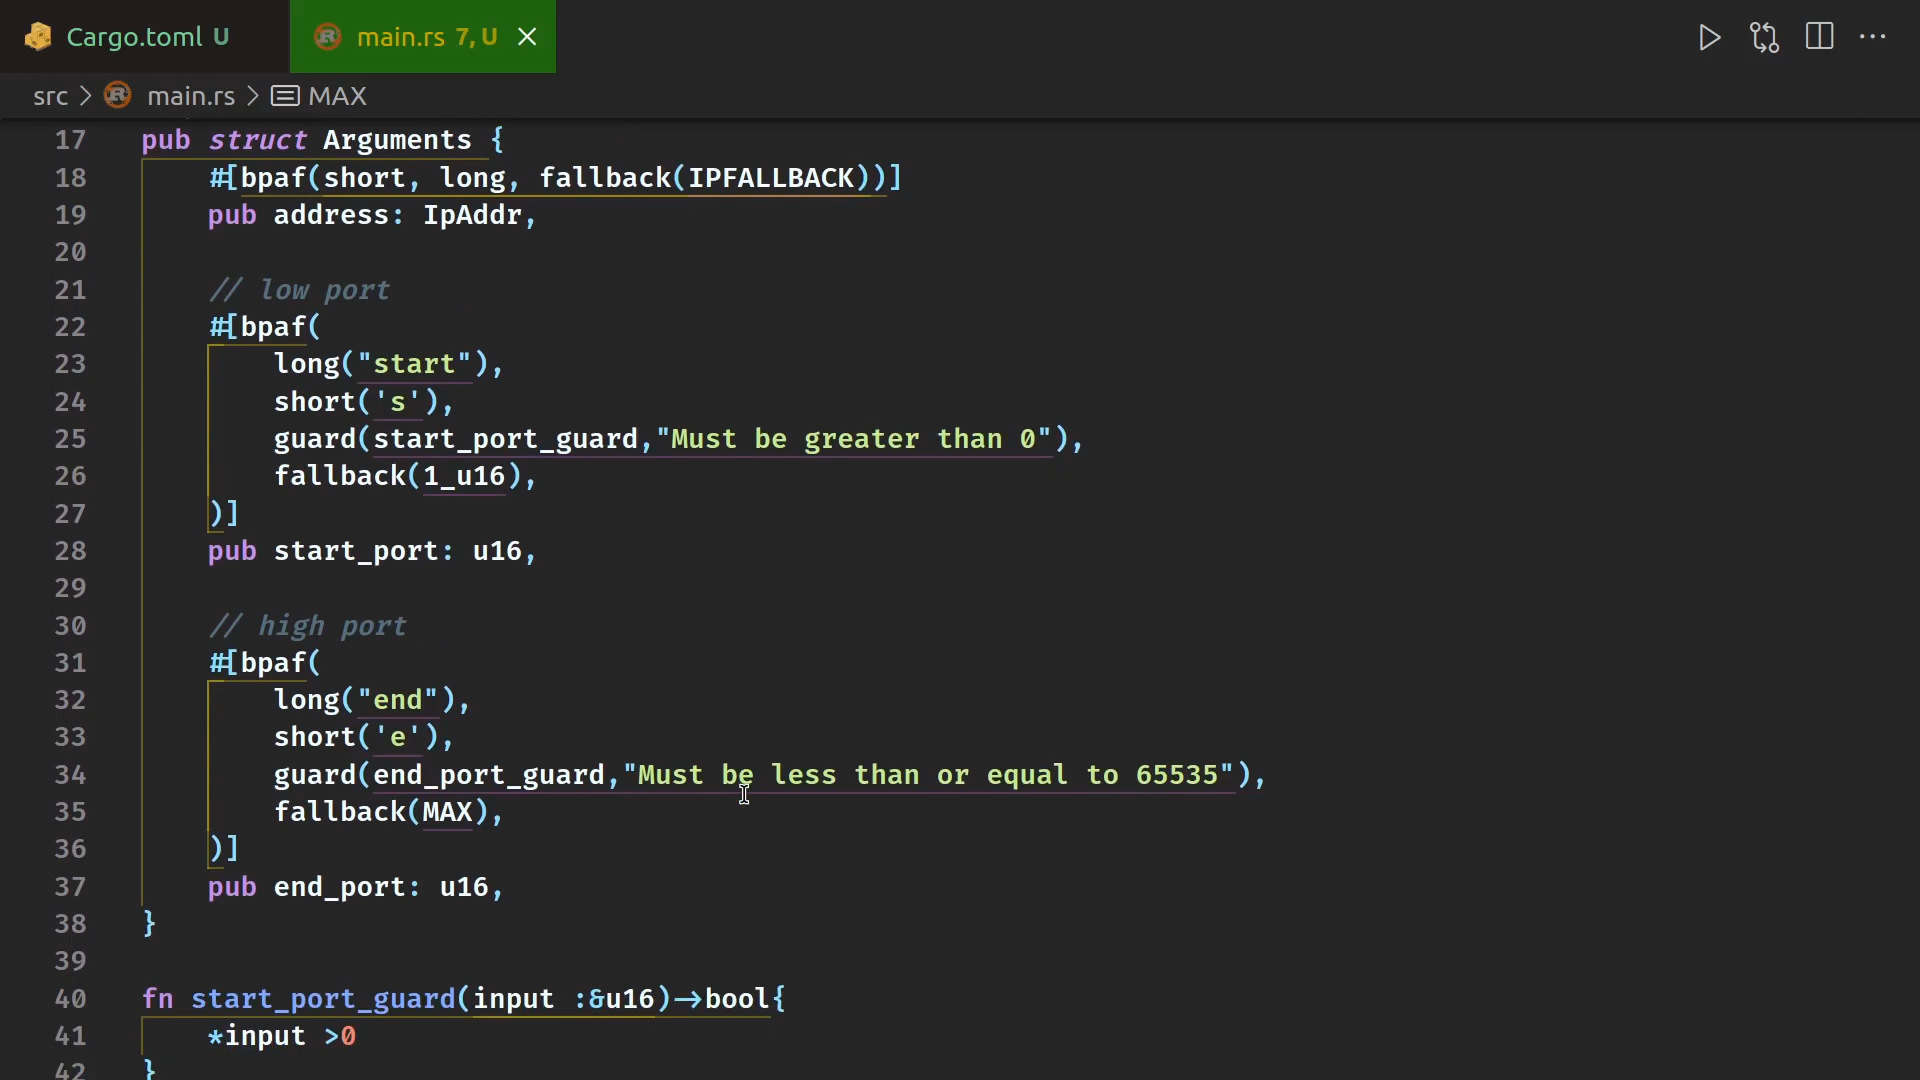 Cargo.toml U main.rs 7, U
src > main.rs > MAX
17 pub struct Arguments {
18 #[bpaf(short, long, fallback(IPFALLBACK))]
19 pub address: IpAddr,
20
21 // low port
22 #[bpaf(
23 long("start"),
24 short('s'),
25 guard(start_port_guard,"Must be greater than 0"),
26 fallback(1_u16),
27 )]
28 pub start_port: u16,
29
30 // high port
31 #[bpaf(
32 long("end"),
33 short('e'),
34 guard(end_port_guard,"Must be less than or equal to 65535"),
35 fallback(MAX),
36 )]
37 pub end_port: u16,
38 }
39
40 fn start_port_guard(input :&u16)->bool{
41 *input >0
42 }